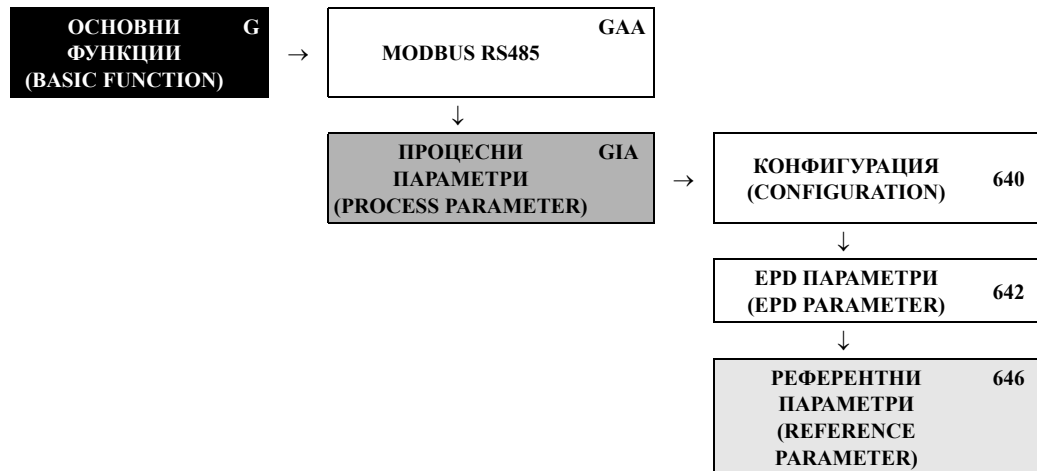 ОСНОВНИ G
ФУНКЦИИ
(BASIC FUNCTION)
→
GAA
MODBUS RS485
↓
ПРОЦЕСНИ GIA
ПАРАМЕТРИ
(PROCESS PARAMETER)
→
КОНФИГУРАЦИЯ
(CONFIGURATION) 640
↓
EPD ПАРАМЕТРИ
(EPD PARAMETER) 642
↓
РЕФЕРЕНТНИ 646
ПАРАМЕТРИ
(REFERENCE
PARAMETER)